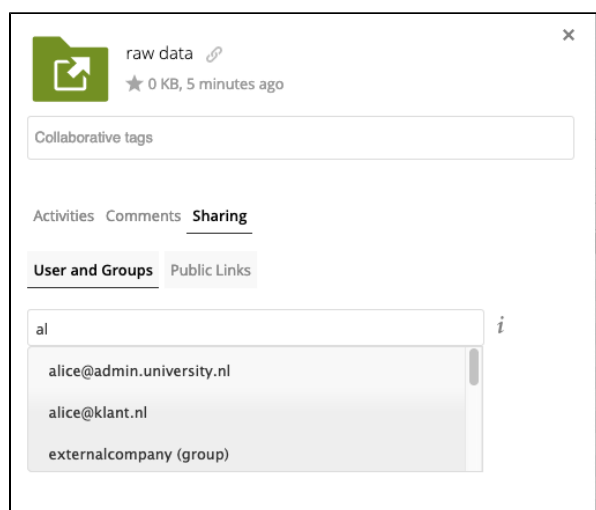 raw data
0 KB, 5 minutes ago
Collaborative tags
Activities Comments Sharing
User and Groups Public Links
al
i
alice@admin.university.nl
alice@klant.nl
externalcompany (group)